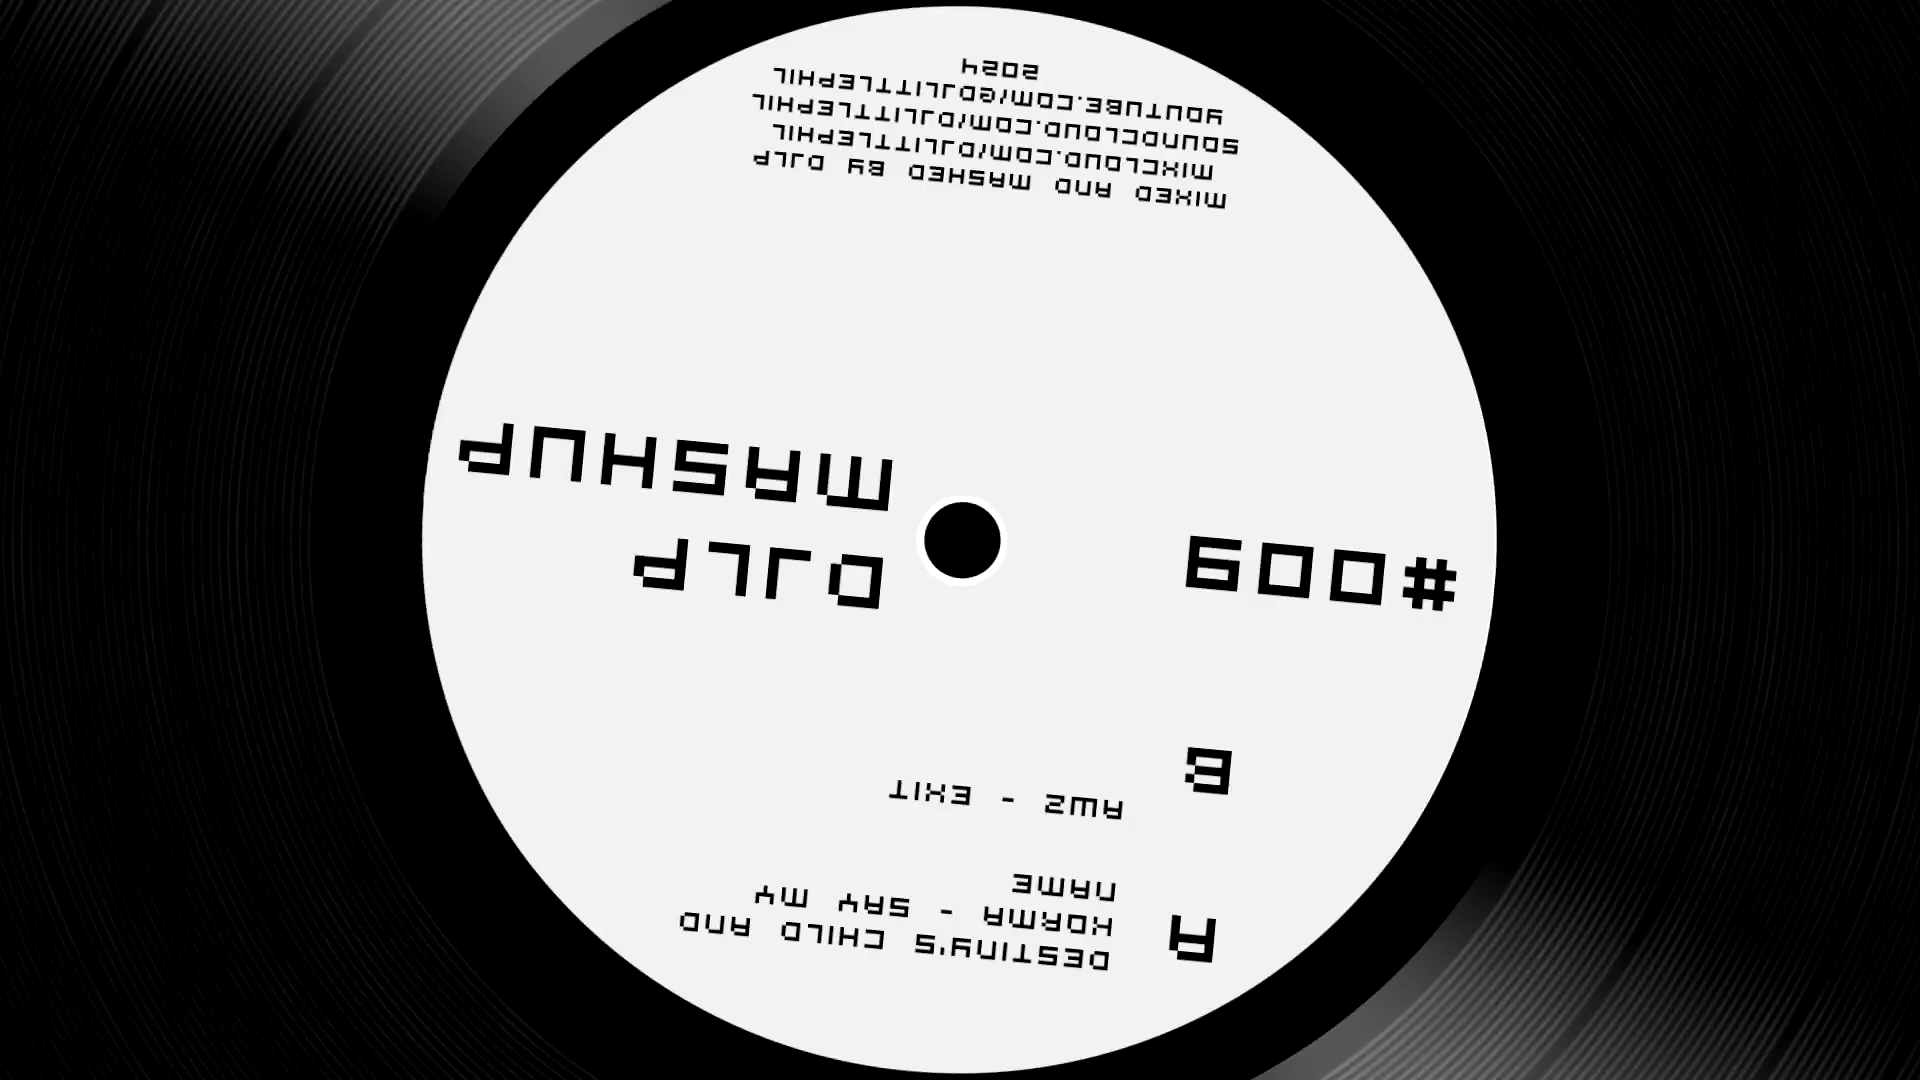 A DESTINY'S CHILD AND
KORMA - SAY MY
NAME
B AWZ - EXIT
#009 DJLP
MASHUP
MIXED AND MASHED BY DJLP
MIXCLOUD.COM/DJLITTLEPHIL
SOUNDCLOUD.COM/DJLITTLEPHIL
YOUTUBE.COM/@DJLITTLEPHIL
2024